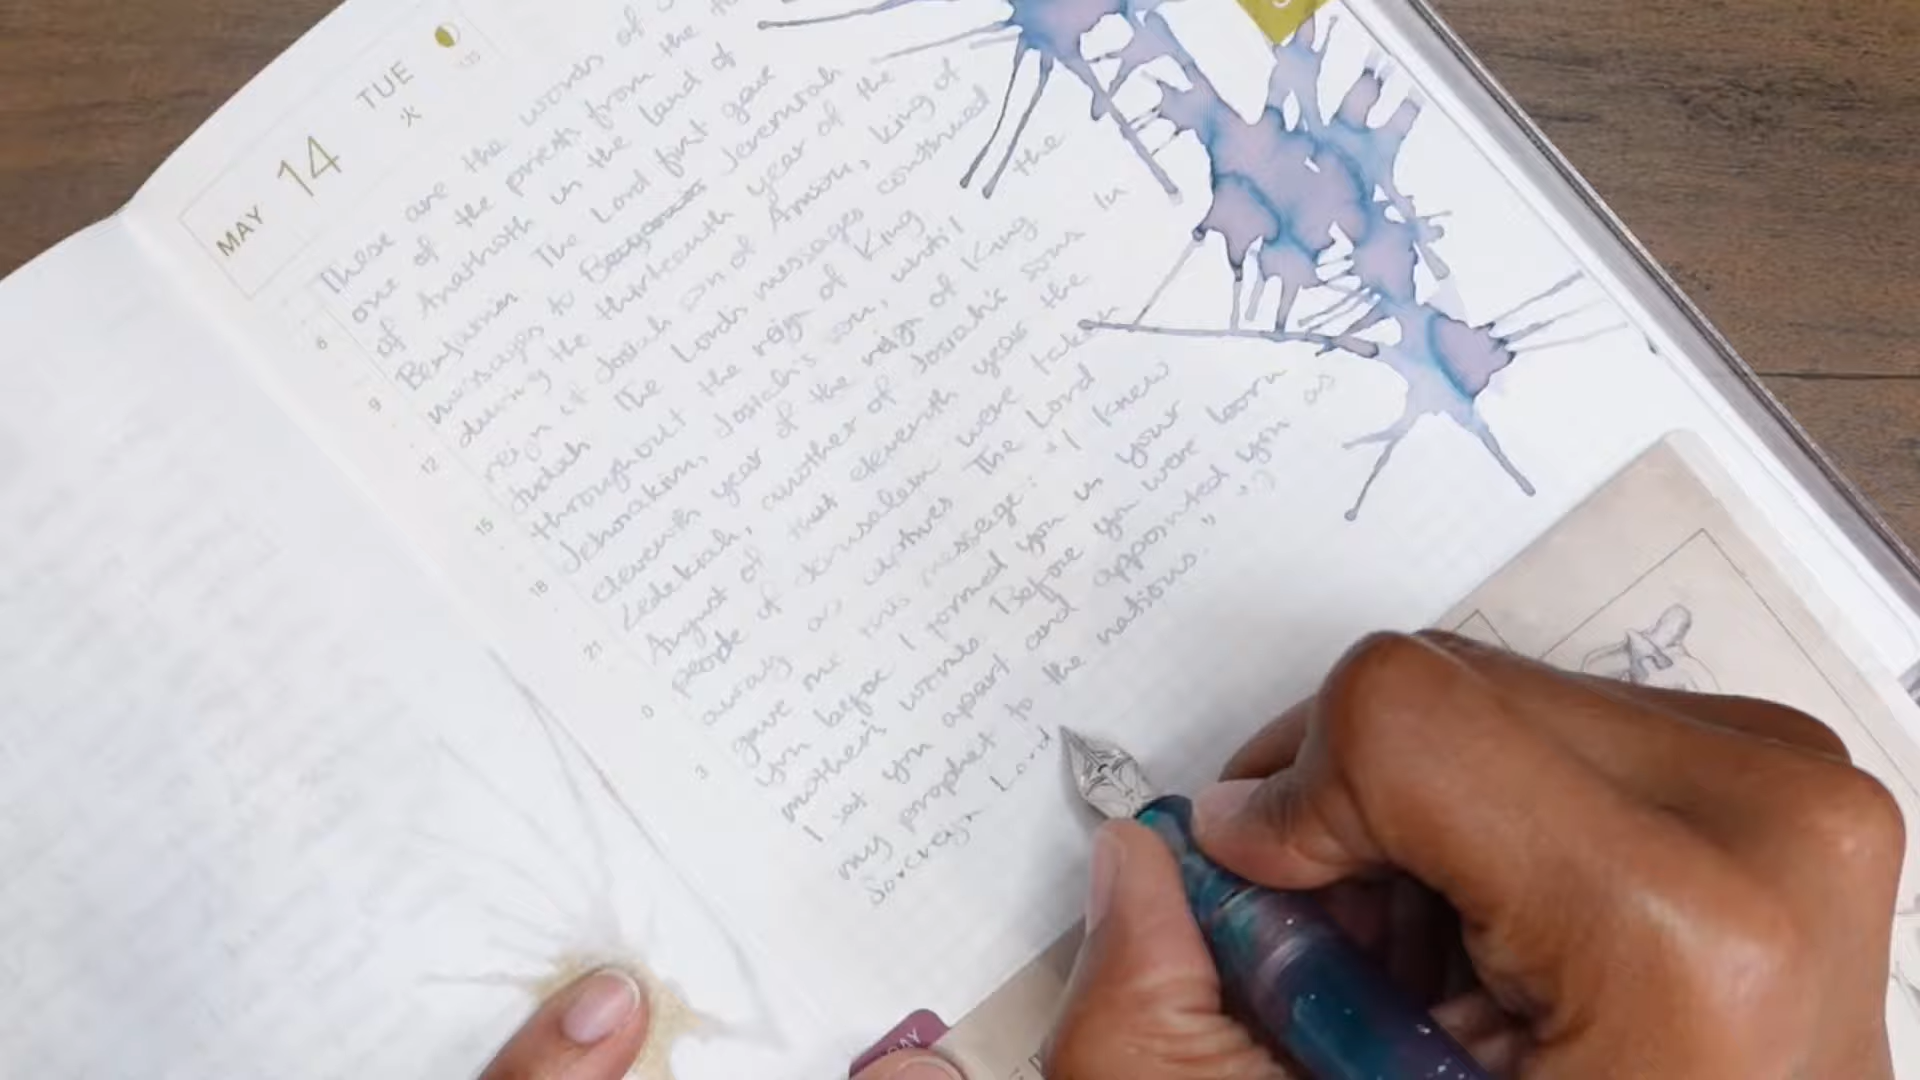 MAY 14 TUE
火
These are the words of
one of the priests from the
of Anathoth in the land of
Benjamin. The Lord first gave
messages to Jeremiah
during the thirteenth year of the
reign of Josiah son of Amon, king of
Judah. The Lord's messages continued
throughout the reign of King
Jehoiakim, Josiah's son, until the
eleventh year of the reign of King
Zedekiah, another of Josiah's sons. In
August of that eleventh year the
people of Jerusalem were taken
away as captives. The Lord
gave me this message: "I knew
you before I formed you in your
mother's womb. Before you were born
I set you apart and appointed you as
my prophet to the nations."
Sovereign Lord
6
9
12
15
18
21
0
3